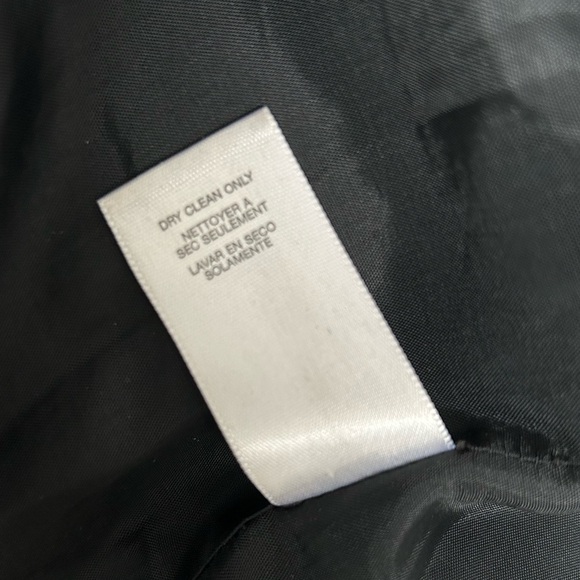 DRY CLEAN ONLY
NETTOYER À
SEC SEULEMENT
LAVAR EN SECO
SOLAMENTE